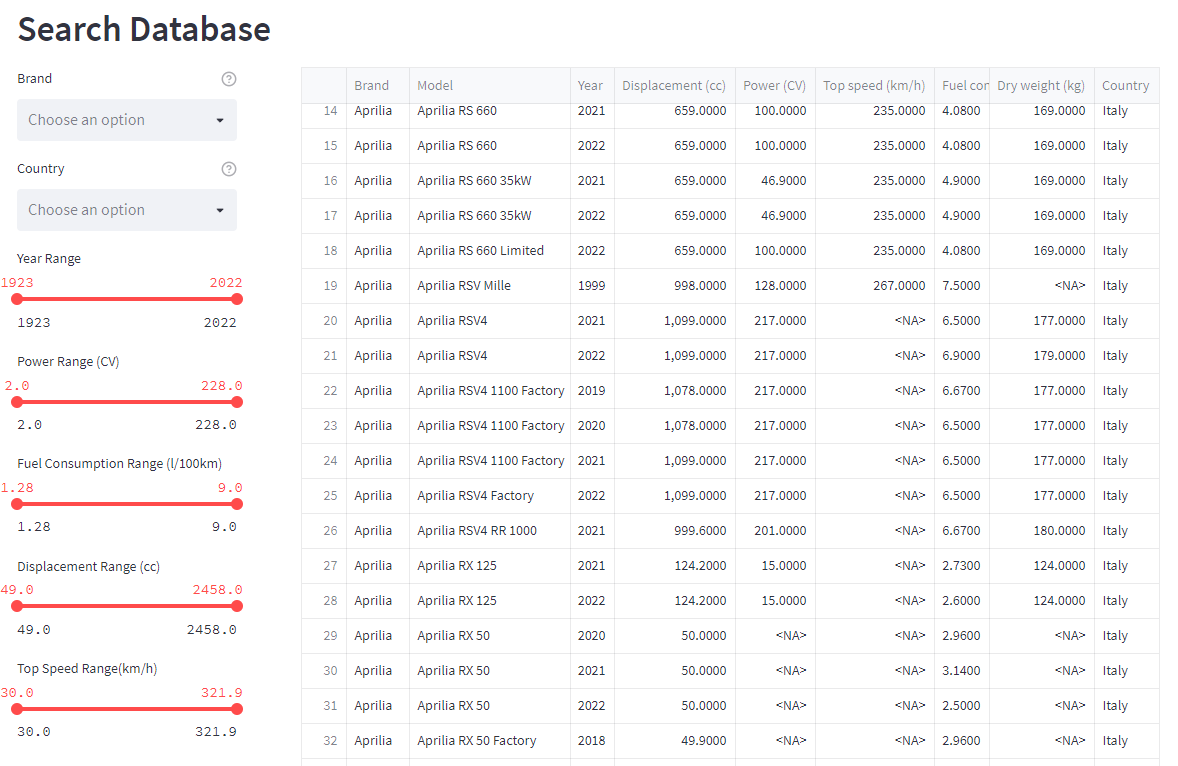 Search Database
Brand
Choose an option
Country
Choose an option
Year Range
1923 2022
1923 2022
Power Range (CV)
2.0 228.0
2.0 228.0
Fuel Consumption Range (l/100km)
1.28 9.0
1.28 9.0
Displacement Range (cc)
49.0 2458.0
49.0 2458.0
Top Speed Range(km/h)
30.0 321.9
30.0 321.9
Brand Model Year Displacement (cc) Power (CV) Top speed (km/h) Fuel con Dry weight (kg) Country
14 Aprilia Aprilia RS 660 2021 659.0000 100.0000 235.0000 4.0800 169.0000 Italy
15 Aprilia Aprilia RS 660 2022 659.0000 100.0000 235.0000 4.0800 169.0000 Italy
16 Aprilia Aprilia RS 660 35kW 2021 659.0000 46.9000 235.0000 4.9000 169.0000 Italy
17 Aprilia Aprilia RS 660 35kW 2022 659.0000 46.9000 235.0000 4.9000 169.0000 Italy
18 Aprilia Aprilia RS 660 Limited 2022 659.0000 100.0000 235.0000 4.0800 169.0000 Italy
19 Aprilia Aprilia RSV Mille 1999 998.0000 128.0000 267.0000 7.5000 <NA> Italy
20 Aprilia Aprilia RSV4 2021 1,099.0000 217.0000 <NA> 6.5000 177.0000 Italy
21 Aprilia Aprilia RSV4 2022 1,099.0000 217.0000 <NA> 6.9000 179.0000 Italy
22 Aprilia Aprilia RSV4 1100 Factory 2019 1,078.0000 217.0000 <NA> 6.6700 177.0000 Italy
23 Aprilia Aprilia RSV4 1100 Factory 2020 1,078.0000 217.0000 <NA> 6.5000 177.0000 Italy
24 Aprilia Aprilia RSV4 1100 Factory 2021 1,099.0000 217.0000 <NA> 6.5000 177.0000 Italy
25 Aprilia Aprilia RSV4 Factory 2022 1,099.0000 217.0000 <NA> 6.5000 177.0000 Italy
26 Aprilia Aprilia RSV4 RR 1000 2021 999.6000 201.0000 <NA> 6.6700 180.0000 Italy
27 Aprilia Aprilia RX 125 2021 124.2000 15.0000 <NA> 2.7300 124.0000 Italy
28 Aprilia Aprilia RX 125 2022 124.2000 15.0000 <NA> 2.6000 124.0000 Italy
29 Aprilia Aprilia RX 50 2020 50.0000 <NA> <NA> 2.9600 <NA> Italy
30 Aprilia Aprilia RX 50 2021 50.0000 <NA> <NA> 3.1400 <NA> Italy
31 Aprilia Aprilia RX 50 2022 50.0000 <NA> <NA> 2.5000 <NA> Italy
32 Aprilia Aprilia RX 50 Factory 2018 49.9000 <NA> <NA> 2.9600 <NA> Italy